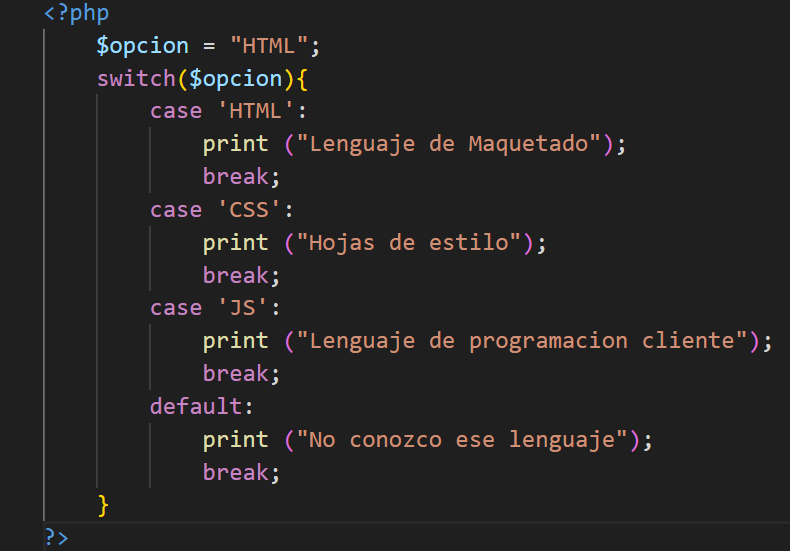 <?php
    $opcion = "HTML";
    switch($opcion){
        case 'HTML':
            print ("Lenguaje de Maquetado");
            break;
        case 'CSS':
            print ("Hojas de estilo");
            break;
        case 'JS':
            print ("Lenguaje de programacion cliente");
            break;
        default:
            print ("No conozco ese lenguaje");
            break;
    }
?>